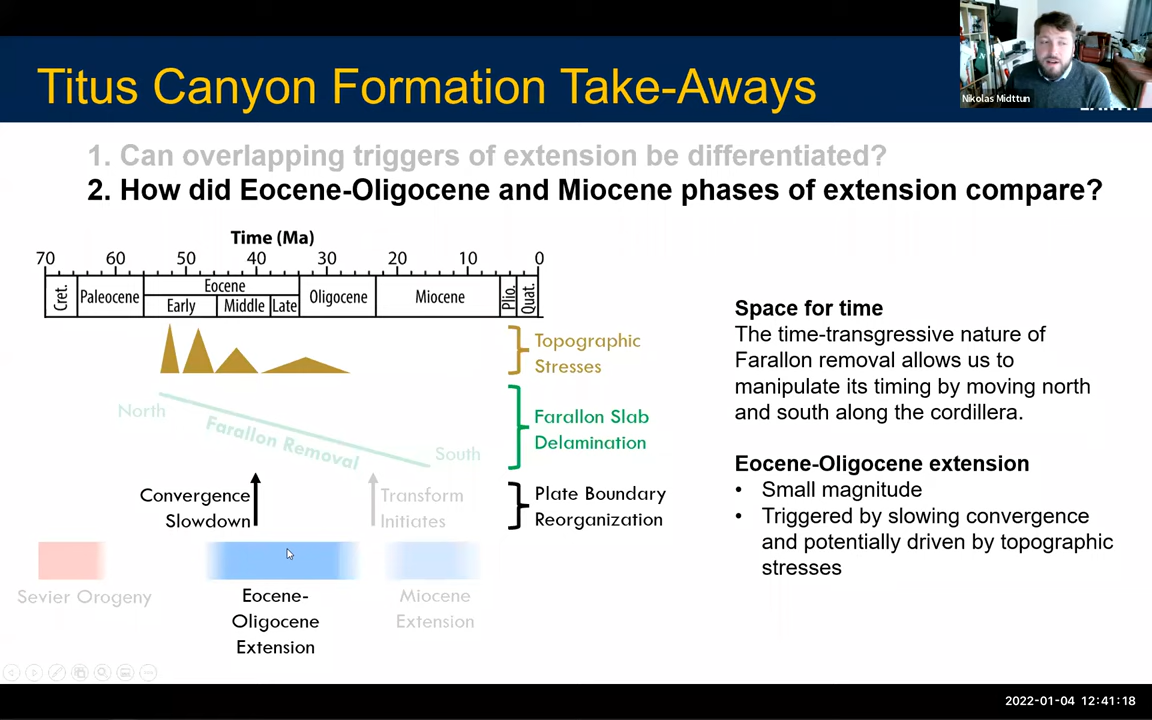 Titus Canyon Formation Take-Aways
Nikolas Midttun
1. Can overlapping triggers of extension be differentiated?
2. How did Eocene-Oligocene and Miocene phases of extension compare?
Time (Ma)
70 60 50 40 30 20 10 0
Cret.
Paleocene
Eocene
Early
Middle
Late
Oligocene
Miocene
Plio.
Quat.
Topographic
Stresses
North
Farallon Removal
South
Farallon Slab
Delamination
Convergence
Slowdown
Transform
Initiates
Plate Boundary
Reorganization
Sevier Orogeny
Eocene-
Oligocene
Extension
Miocene
Extension
Space for time
The time-transgressive nature of
Farallon removal allows us to
manipulate its timing by moving north
and south along the cordillera.
Eocene-Oligocene extension
• Small magnitude
• Triggered by slowing convergence
and potentially driven by topographic
stresses
2022-01-04 12:41:18